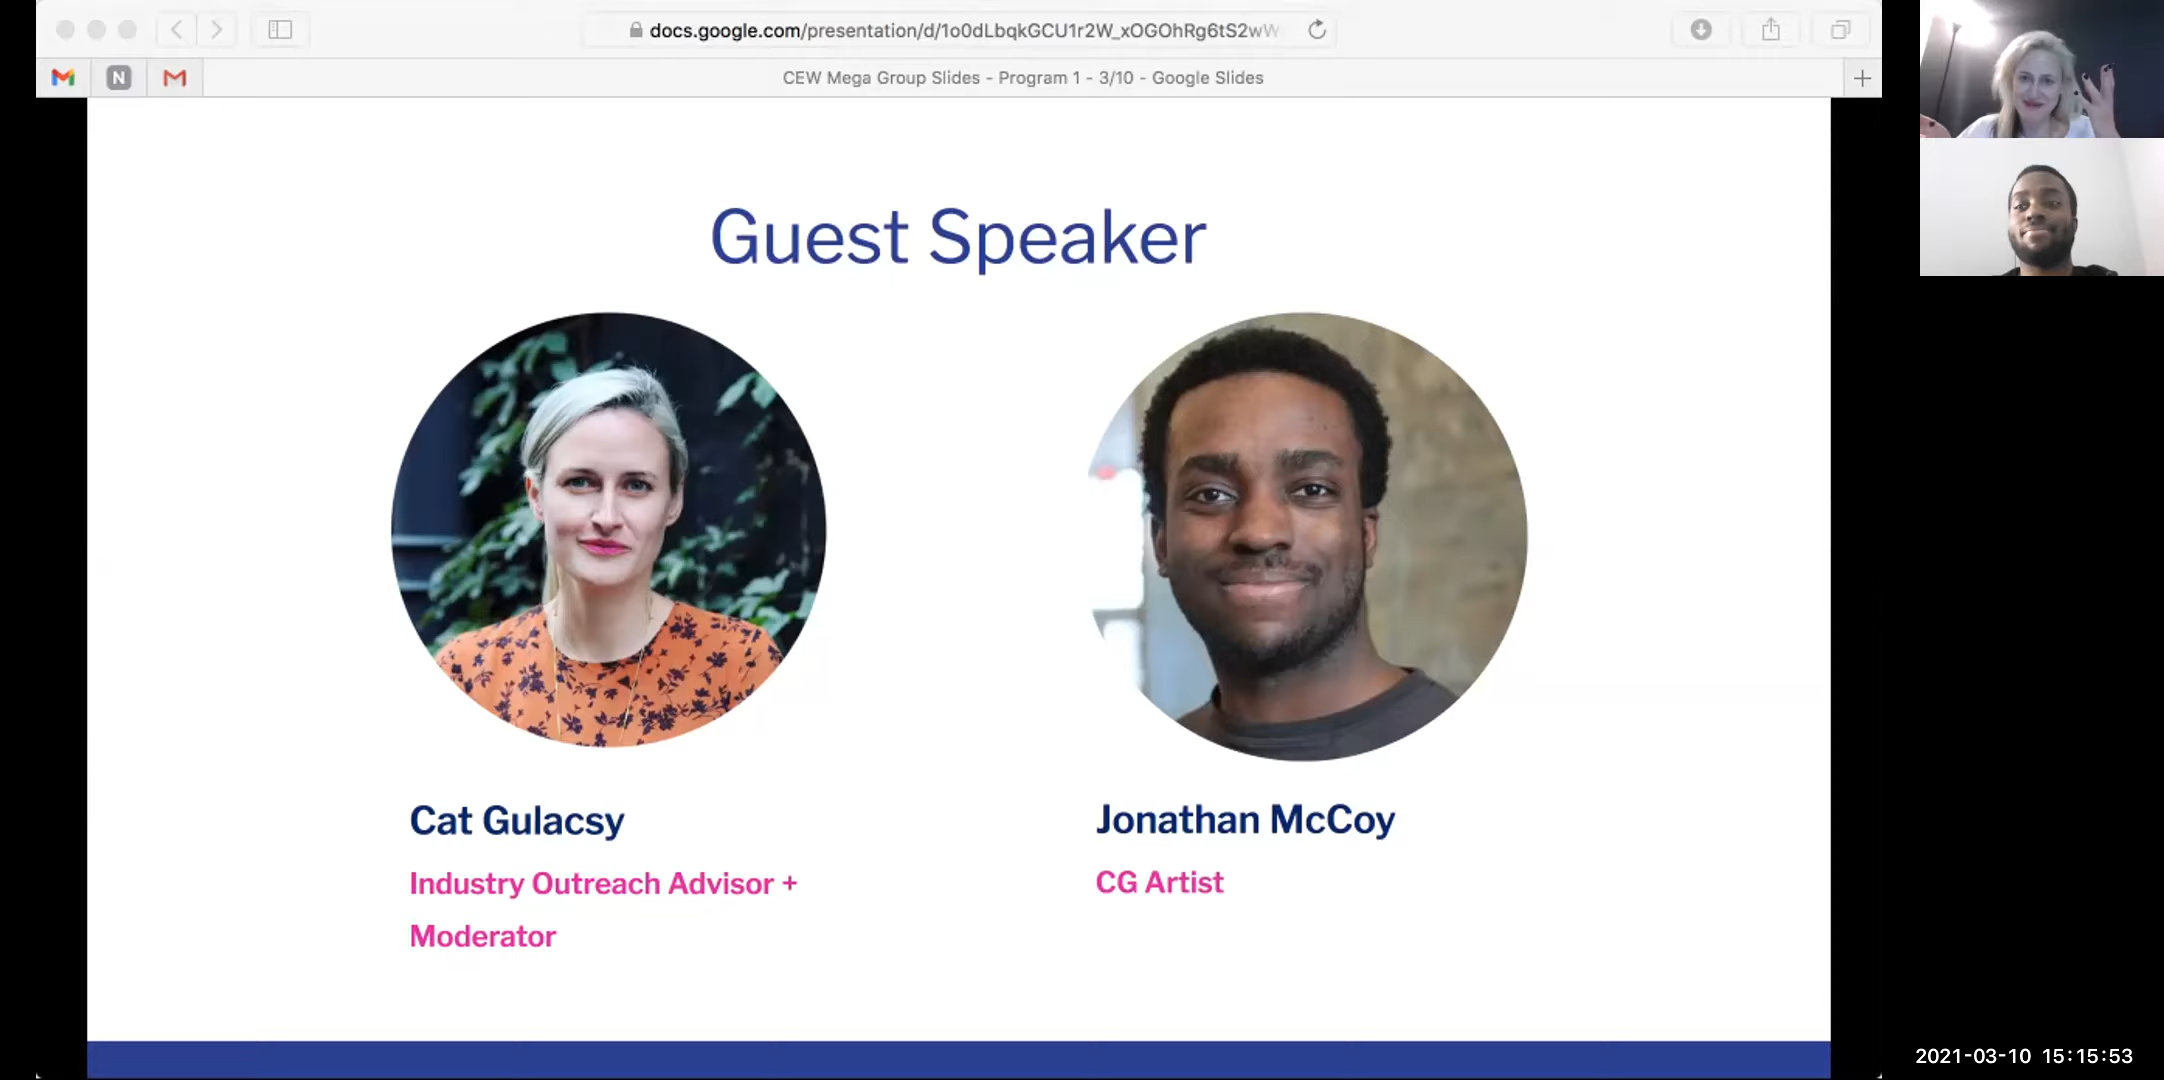 docs.google.com/presentation/d/1o0dLbqkGCU1r2W_xOGOhRg6tS2wW
N
CEW Mega Group Slides - Program 1 - 3/10 - Google Slides
Guest Speaker
Cat Gulacsy
Industry Outreach Advisor +
Moderator
Jonathan McCoy
CG Artist
2021-03-10 15:15:53